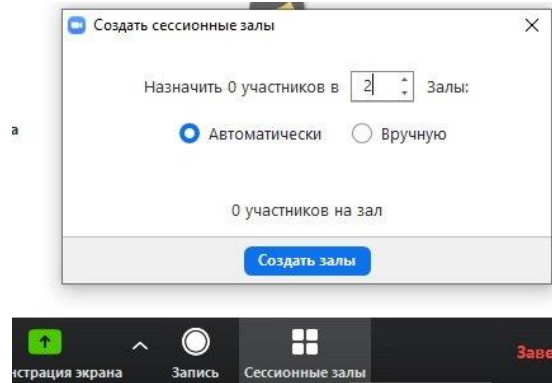 Создать сессионные залы
Назначить 0 участников в 2 Залы:
а
Автоматически Вручную
0 участников на зал
Создать залы
нстрация экрана Запись Сессионные залы Заве